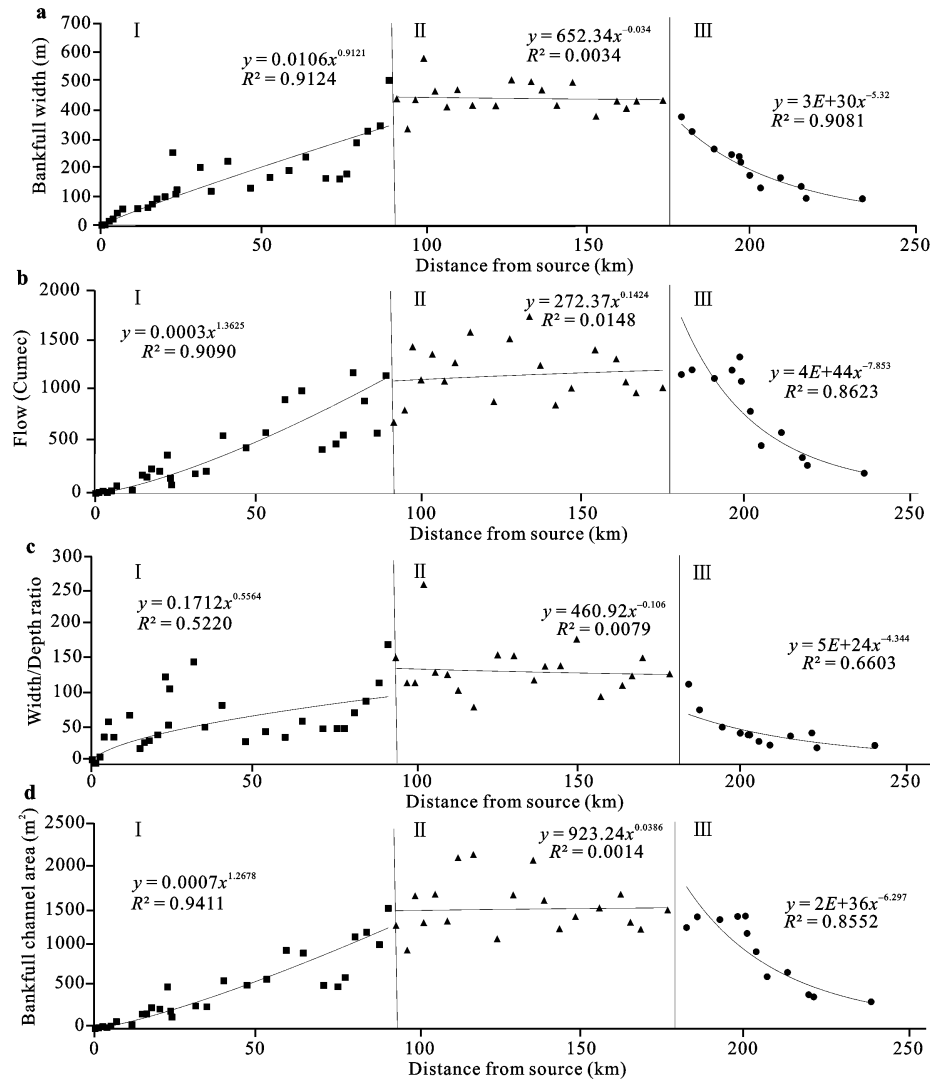 a
I
II
III
Bankfull width (m)
700
600
500
400
300
200
100
0
y = 0.0106x^0.9121
R² = 0.9124
y = 652.34x^−0.034
R² = 0.0034
y = 3E+30x^−5.32
R² = 0.9081
0 50 100 150 200 250
Distance from source (km)
b
I
II
III
Flow (Cumec)
2000
1500
1000
500
0
y = 0.0003x^1.3625
R² = 0.9090
y = 272.37x^0.1424
R² = 0.0148
y = 4E+44x^−7.853
R² = 0.8623
0 50 100 150 200 250
Distance from source (km)
c
I
II
III
Width/Depth ratio
300
250
200
150
100
50
0
y = 0.1712x^0.5564
R² = 0.5220
y = 460.92x^−0.106
R² = 0.0079
y = 5E+24x^−4.344
R² = 0.6603
0 50 100 150 200 250
Distance from source (km)
d
I
II
III
Bankfull channel area (m²)
2500
2000
1500
1000
500
0
y = 0.0007x^1.2678
R² = 0.9411
y = 923.24x^0.0386
R² = 0.0014
y = 2E+36x^−6.297
R² = 0.8552
0 50 100 150 200 250
Distance from source (km)